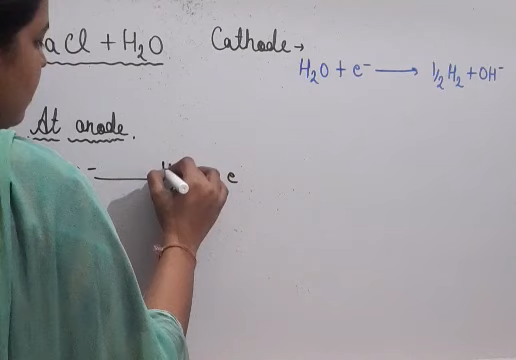 aCl + H₂O
Cathode →
H₂O + e⁻ ⟶ ½H₂ + OH⁻
At anode.
e